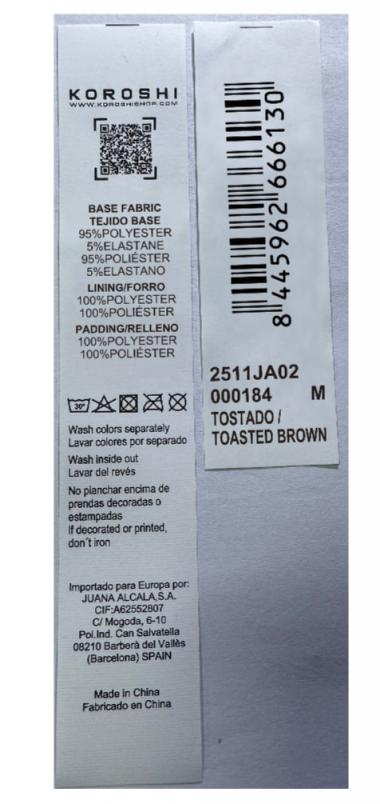 KOROSHI
WWW.KOROSHISHOP.COM
BASE FABRIC
TEJIDO BASE
95%POLYESTER
5%ELASTANE
95%POLIÉSTER
5%ELASTANO
LINING/FORRO
100%POLYESTER
100%POLIÉSTER
PADDING/RELLENO
100%POLYESTER
100%POLIÉSTER
30°
Wash colors separately
Lavar colores por separado
Wash inside out
Lavar del revés
No planchar encima de
prendas decoradas o
estampadas
If decorated or printed,
don´t iron
Importado para Europa por:
JUANA ALCALA,S.A.
CIF:A62552807
C/ Mogoda, 6-10
Pol.Ind. Can Salvatella
08210 Barberà del Vallès
(Barcelona) SPAIN
Made in China
Fabricado en China
8 445962 666130
2511JA02
000184 M
TOSTADO /
TOASTED BROWN